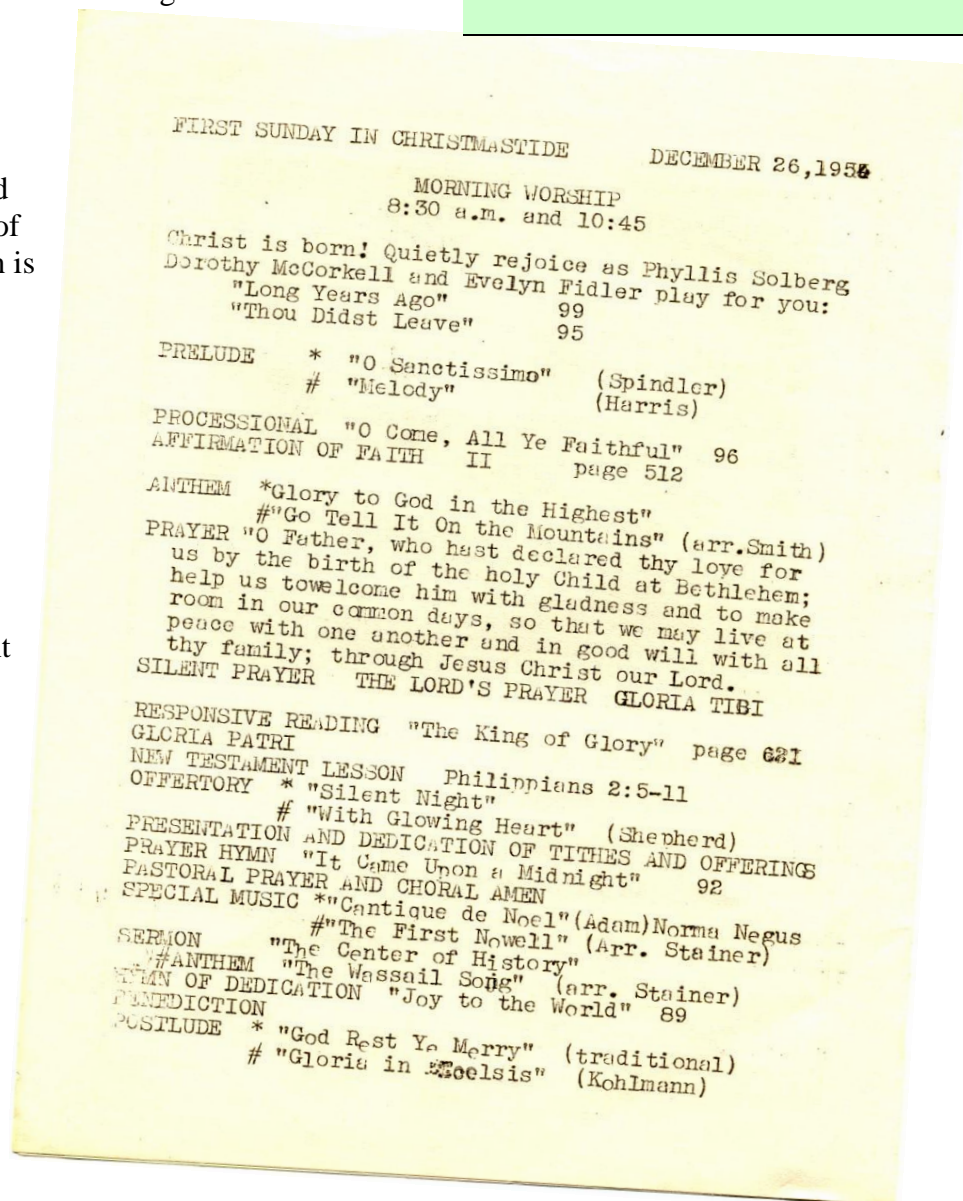 g
d
of
n is
t
FIRST SUNDAY IN CHRISTMASTIDE DECEMBER 26,195
MORNING WORSHIP
8:30 a.m. and 10:45
Christ is born! Quietly rejoice as Phyllis Solberg
Dorothy McCorkell and Evelyn Fidler play for you:
"Long Years Ago" 99
"Thou Didst Leave" 95
PRELUDE * "O Sanctissimo" (Spindler)
# "Melody" (Harris)
PROCESSIONAL "O Come, All Ye Faithful" 96
AFFIRMATION OF FAITH II page 512
ANTHEM *Glory to God in the Highest"
#"Go Tell It On the Mountains" (arr.Smith)
PRAYER "O Father, who hast declared thy love for
us by the birth of the holy Child at Bethlehem;
help us towelcome him with gladness and to make
room in our common days, so that we may live at
peace with one another and in good will with all
thy family; through Jesus Christ our Lord.
SILENT PRAYER THE LORD'S PRAYER GLORIA TIBI
RESPONSIVE READING "The King of Glory" page
GLORIA PATRI
NEW TESTAMENT LESSON Philippians 2:5-11
OFFERTORY * "Silent Night"
# "With Glowing Heart" (Shepherd)
PRESENTATION AND DEDICATION OF TITHES AND OFFERINGS
PRAYER HYMN "It Came Upon a Midnight" 92
PASTORAL PRAYER AND CHORAL AMEN
SPECIAL MUSIC *"Cantique de Noel"(Adam)Norma Negus
#"The First Nowell" (Arr. Stainer)
SERMON "The Center of History"
#ANTHEM "The Wassail Song" (arr. Stainer)
HYMN OF DEDICATION "Joy to the World" 89
BENEDICTION
POSTLUDE * "God Rest Ye Merry" (traditional)
# "Gloria in Excelsis" (Kohlmann)